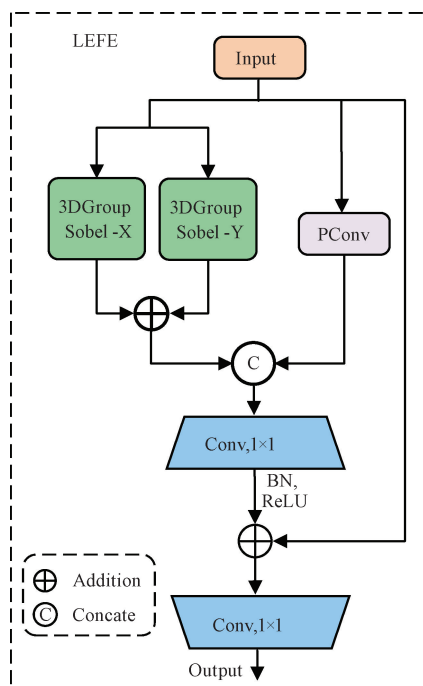 LEFE
Input
3DGroup
Sobel -X
3DGroup
Sobel -Y
PConv
C
Conv,1×1
BN,
ReLU
Addition
C Concate
Conv,1×1
Output